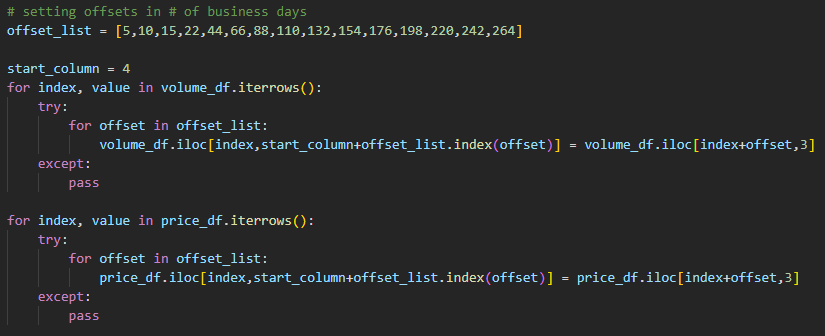 # setting offsets in # of business days
offset_list = [5,10,15,22,44,66,88,110,132,154,176,198,220,242,264]

start_column = 4
for index, value in volume_df.iterrows():
    try:
        for offset in offset_list:
            volume_df.iloc[index,start_column+offset_list.index(offset)] = volume_df.iloc[index+offset,3]
    except:
        pass

for index, value in price_df.iterrows():
    try:
        for offset in offset_list:
            price_df.iloc[index,start_column+offset_list.index(offset)] = price_df.iloc[index+offset,3]
    except:
        pass